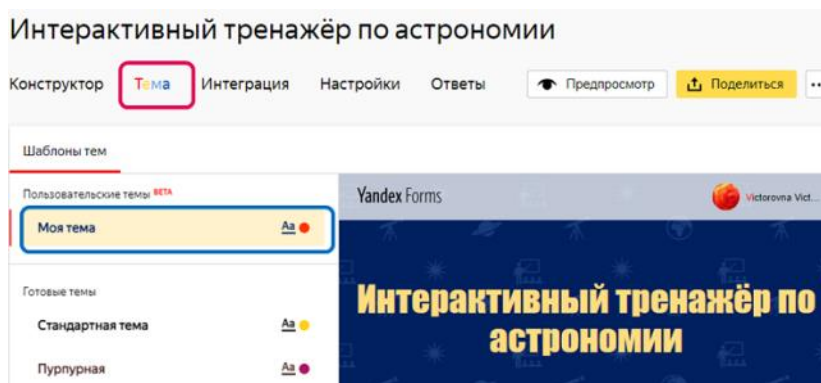 Интерактивный тренажёр по астрономии
Конструктор Тема Интеграция Настройки Ответы Предпросмотр Поделиться
Шаблоны тем
Пользовательские темы BETA
Моя тема Aa
Готовые темы
Стандартная тема Aa
Пурпурная Aa
Yandex Forms Victorovna Vict...
Интерактивный тренажёр по
астрономии